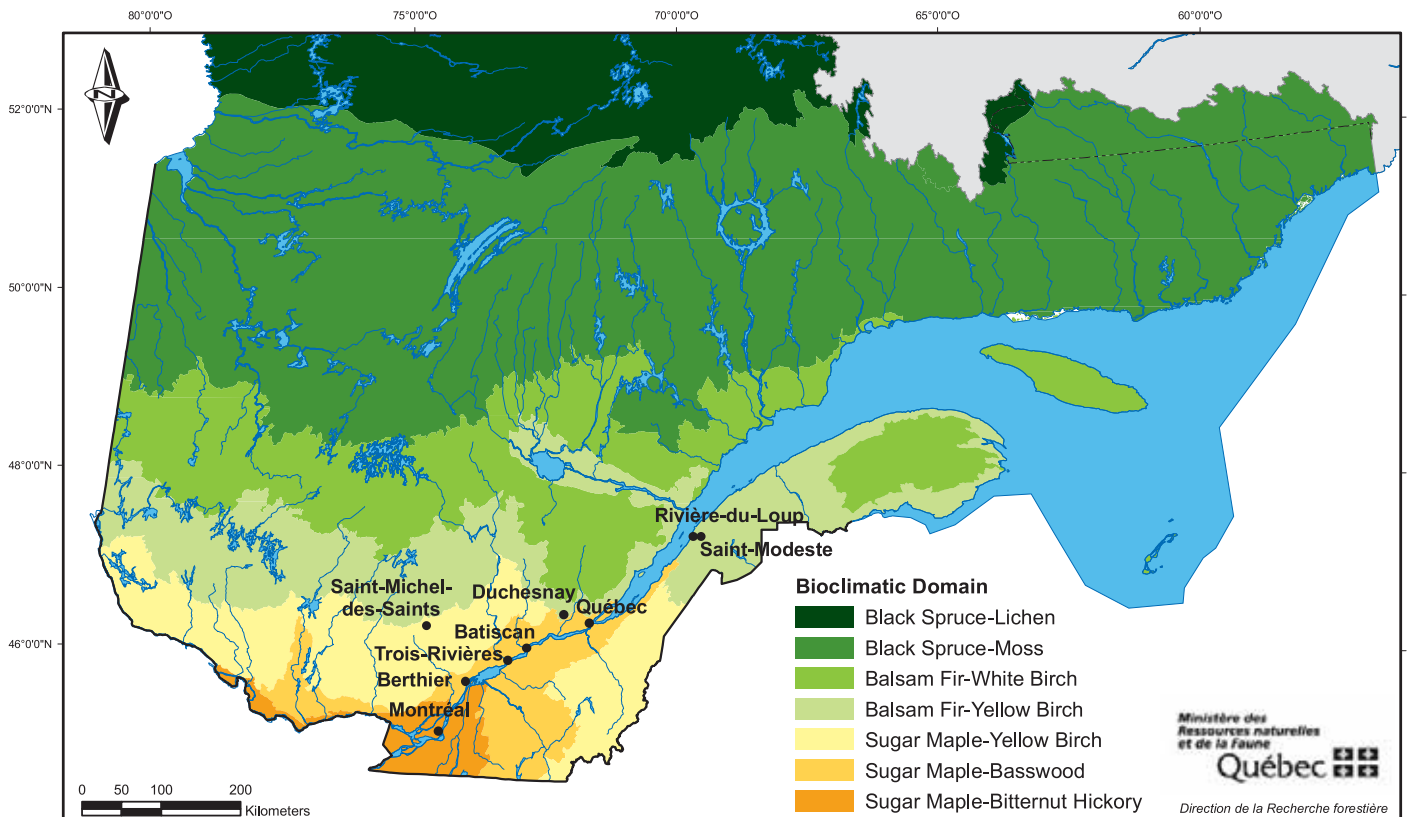 80°0'0"O
75°0'0"O
70°0'0"O
65°0'0"O
60°0'0"O
N
52°0'0"N
50°0'0"N
48°0'0"N
46°0'0"N
Rivière-du-Loup
Saint-Modeste
Saint-Michel-
des-Saints
Duchesnay
Québec
Batiscan
Trois-Rivières
Berthier
Montréal
Bioclimatic Domain
Black Spruce-Lichen
Black Spruce-Moss
Balsam Fir-White Birch
Balsam Fir-Yellow Birch
Sugar Maple-Yellow Birch
Sugar Maple-Basswood
Sugar Maple-Bitternut Hickory
Ministère des
Ressources naturelles
et de la Faune
Québec
Direction de la Recherche forestière
0 50 100 200
Kilometers